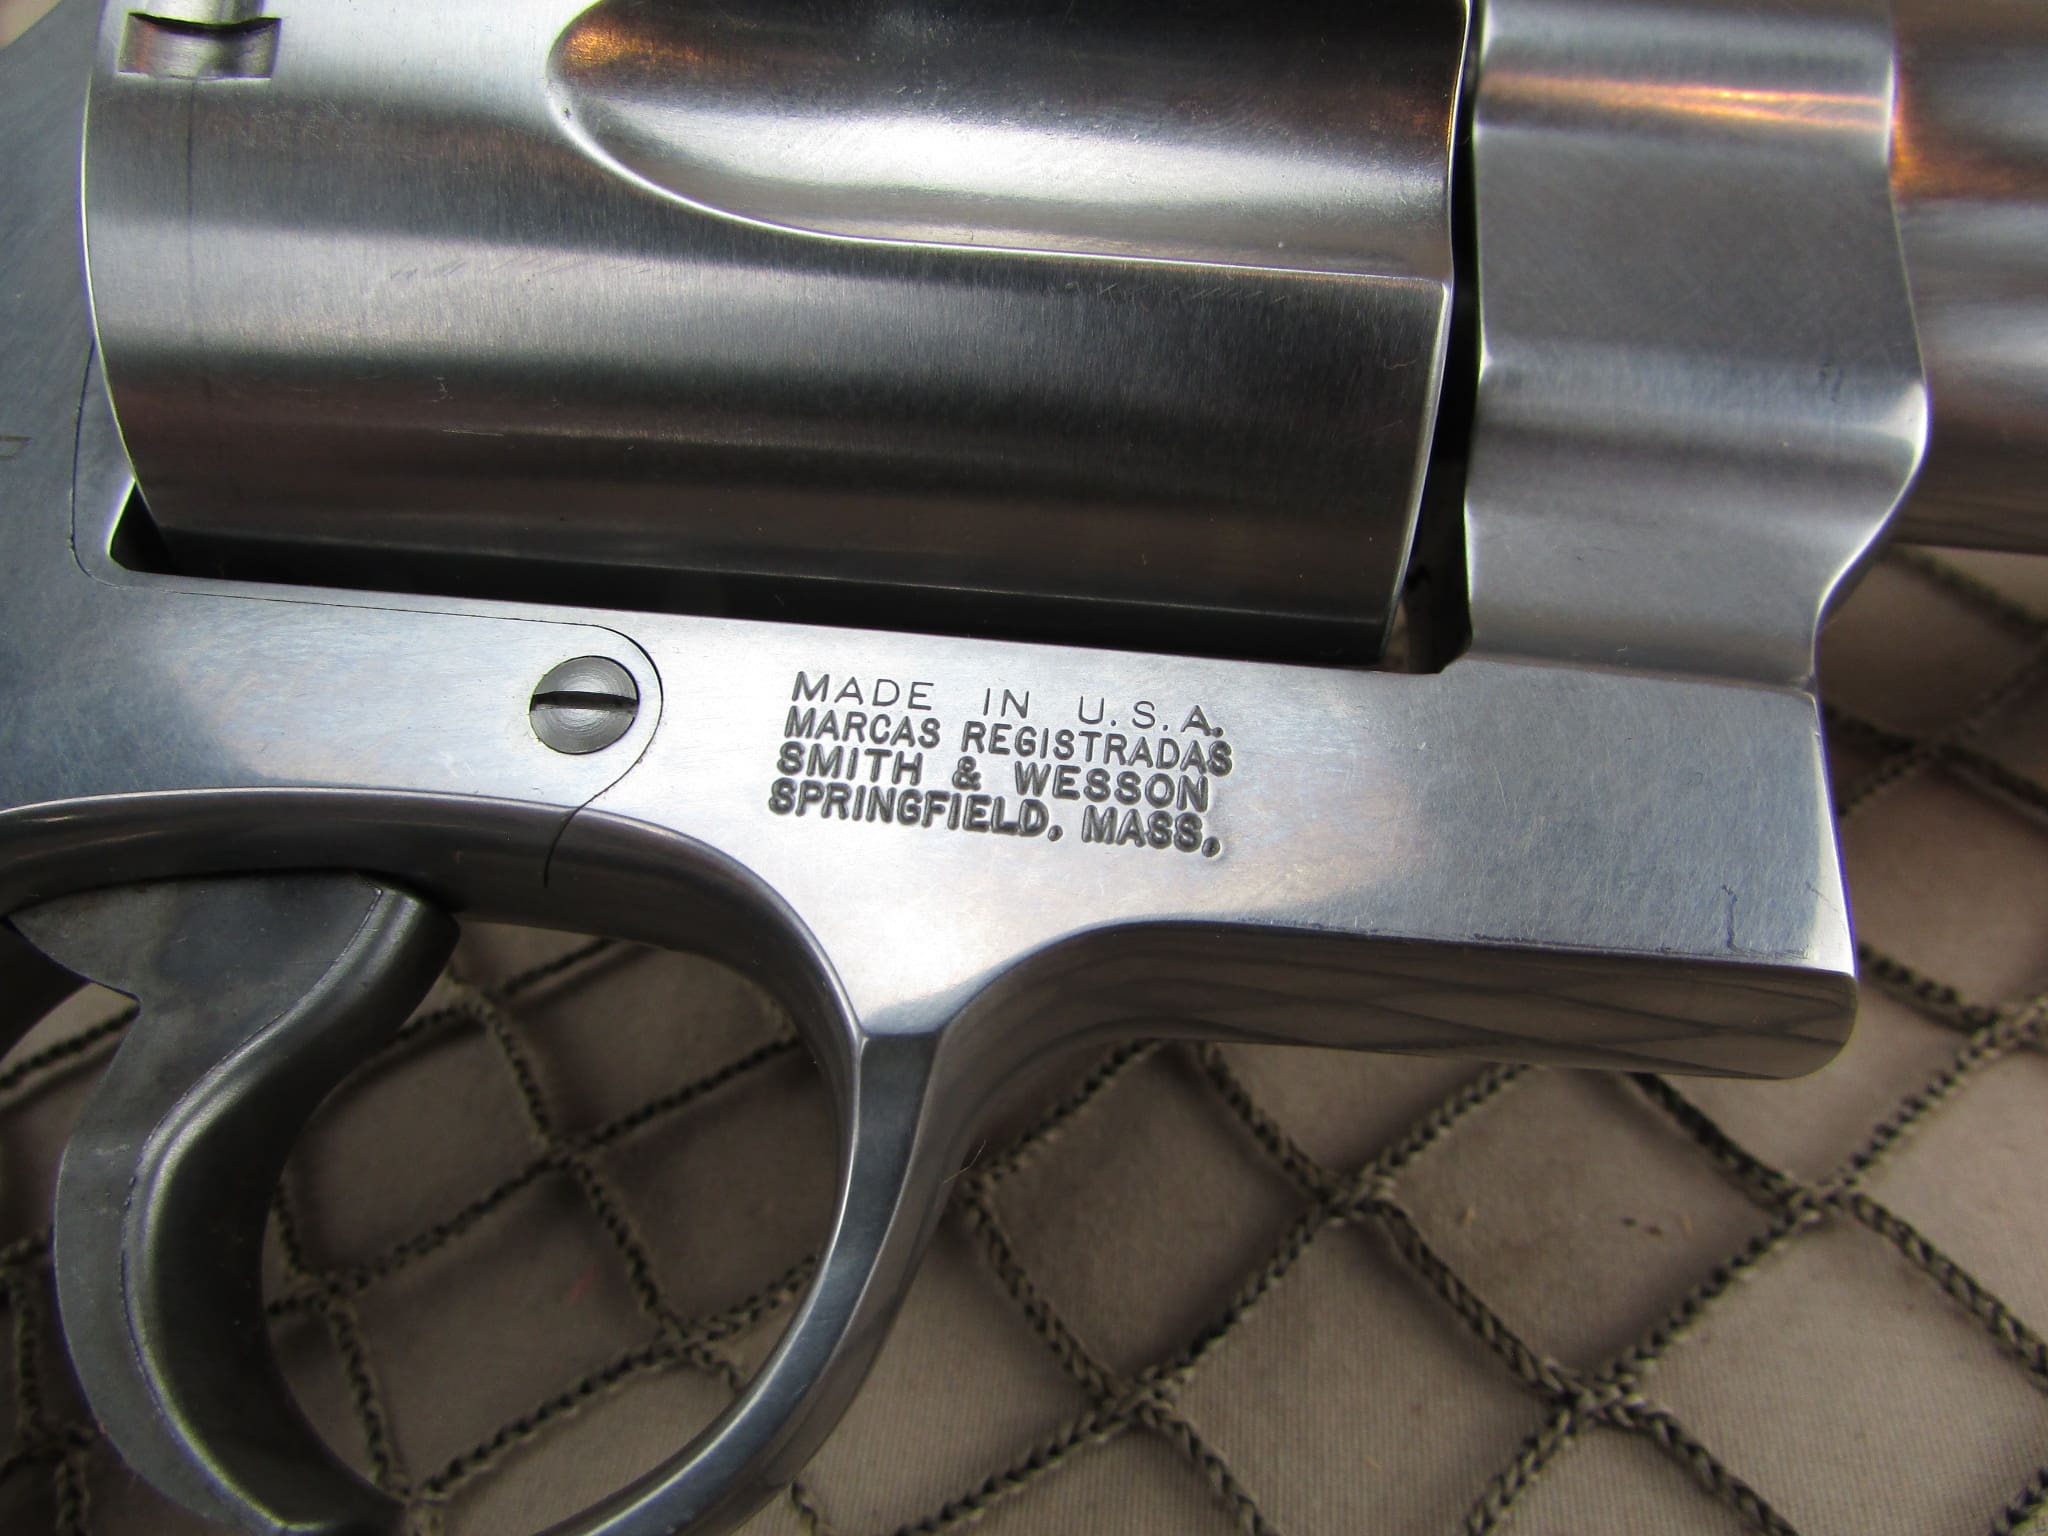 MADE IN U.S.A.
MARCAS REGISTRADAS
SMITH & WESSON
SPRINGFIELD. MASS.